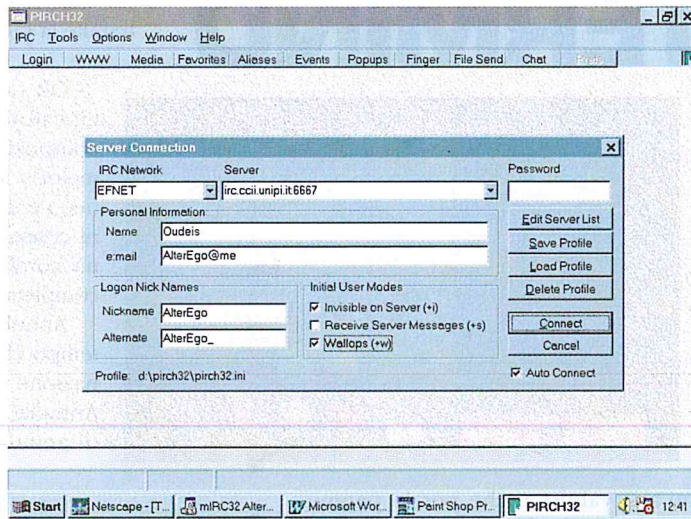 PIRCH32
IRC Tools Options Window Help
Login WWW Media Favorites Aliases Events Popups Finger File Send Chat
Server Connection
IRC Network Server Password
EFNET irc.ccii.unipi.it:6667
Personal Information
Name Oudeis
e:mail AlterEgo@me
Edit Server List
Save Profile
Load Profile
Delete Profile
Logon Nick Names
Nickname AlterEgo
Alternate AlterEgo_
Initial User Modes
Invisible on Server (+i)
Receive Server Messages (+s)
Wallops (+w)
Connect
Cancel
Profile: d:\pirch32\pirch32.ini
Auto Connect
Start Netscape - [T... mIRC32 Alter... Microsoft Wor... Paint Shop Pr... PIRCH32 12:41